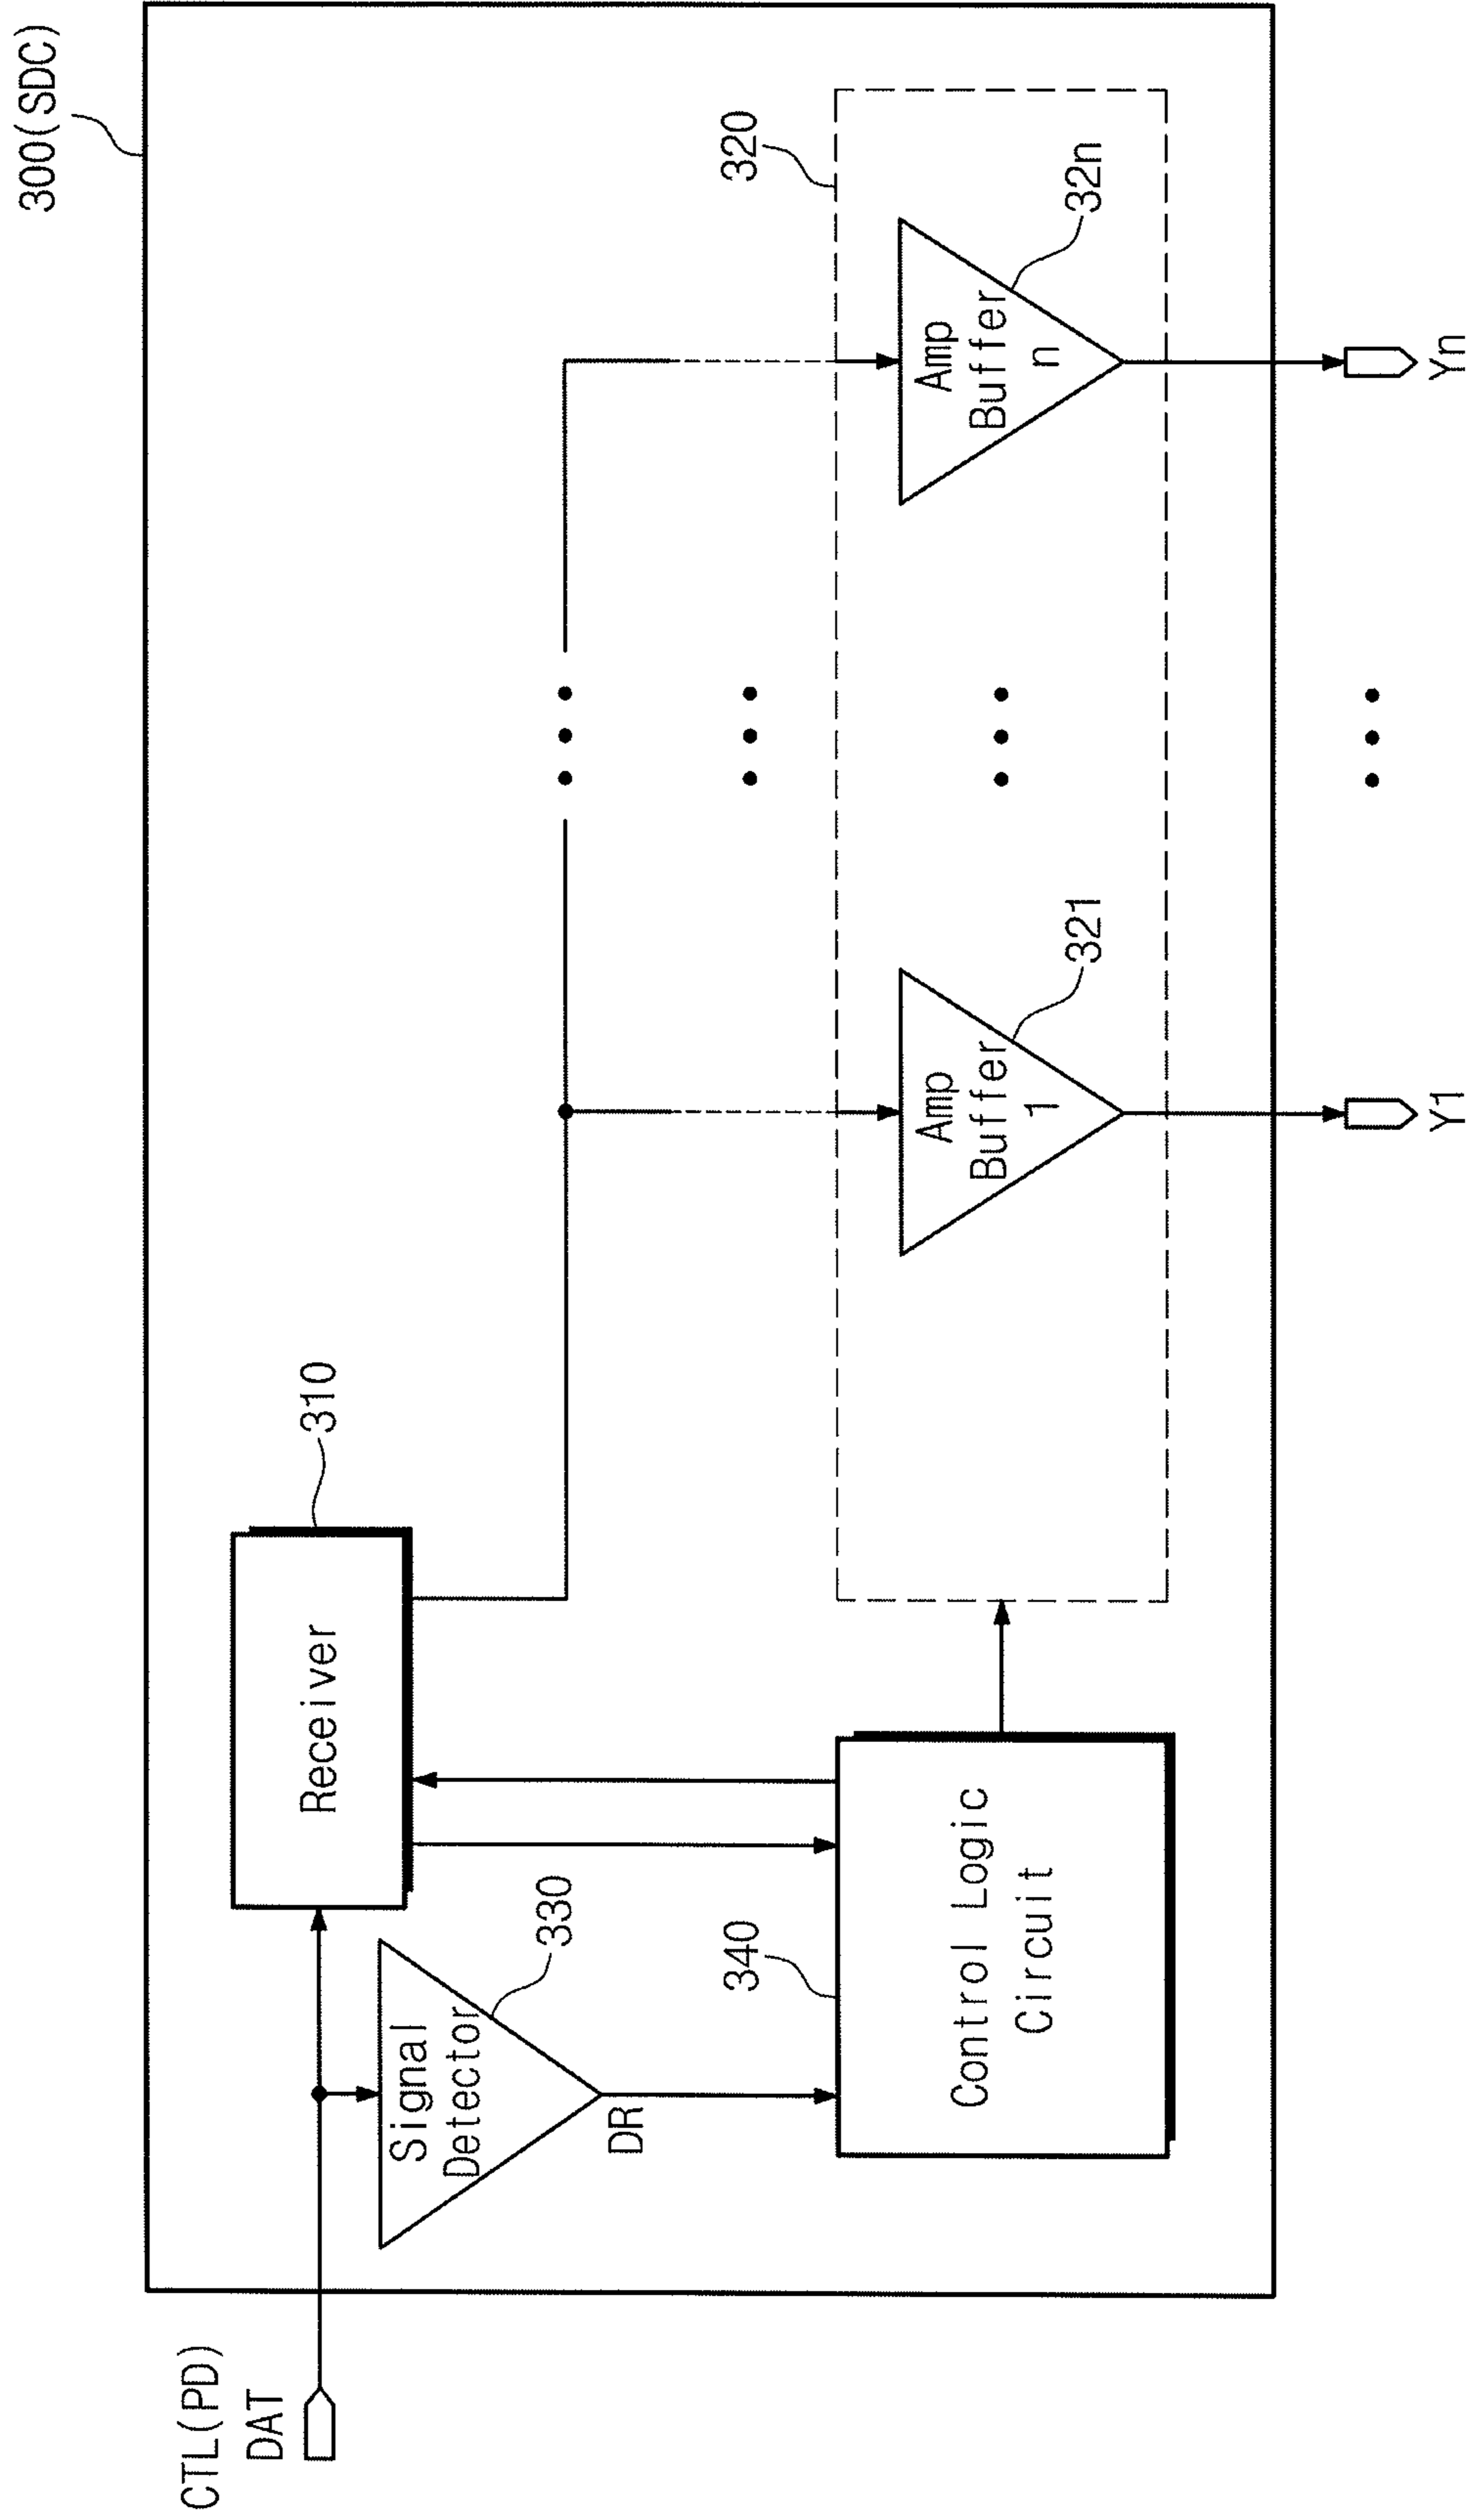 300(SDC)
CTL(PD)
DAT
Receiver
310
Signal
Detector
330
DR
340
Control Logic
Circuit
320
Amp
Buffer
1
321
Amp
Buffer
n
32n
Y1
Yn